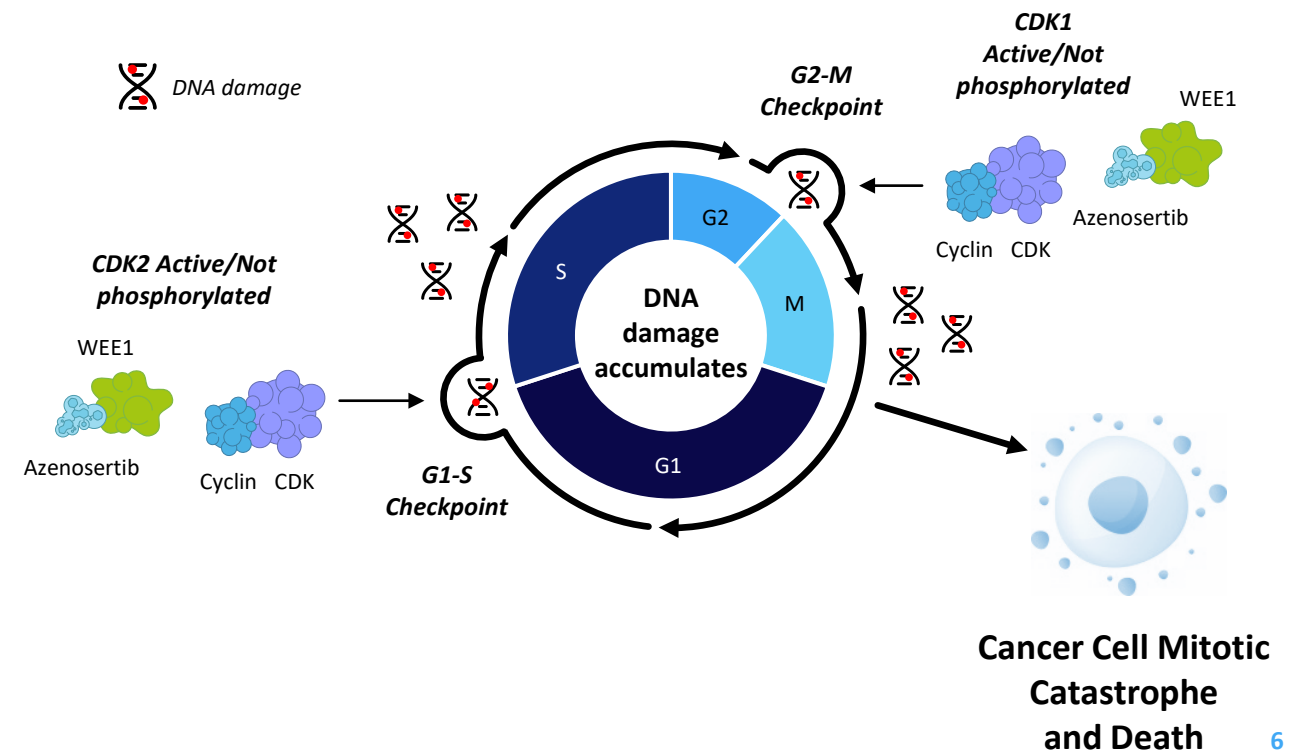 DNA damage
CDK2 Active/Not
phosphorylated
WEE1
Azenosertib
Cyclin CDK
G1-S
Checkpoint
S
G2
M
G1
DNA
damage
accumulates
G2-M
Checkpoint
CDK1
Active/Not
phosphorylated
WEE1
Azenosertib
Cyclin CDK
Cancer Cell Mitotic
Catastrophe
and Death
6